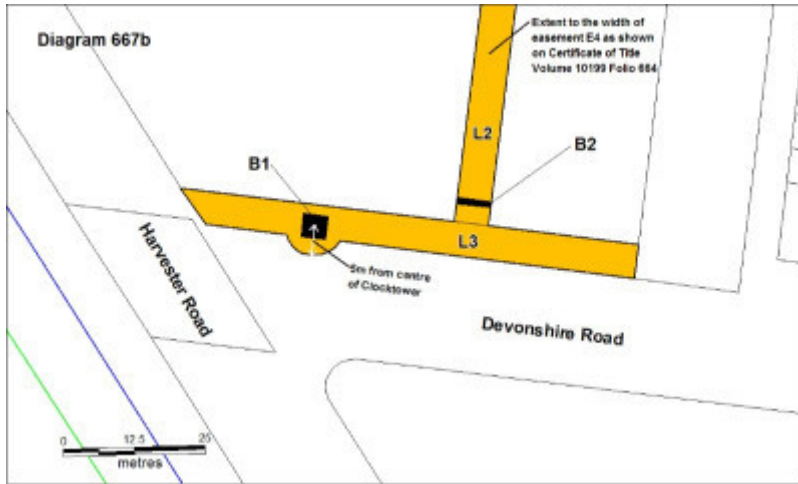 Diagram 667b
Extent to the width of
easement E4 as shown
on Certificate of Title
Volume 10199 Folio 664
L2
B2
B1
L3
5m from centre
of Clocktower
Harvester Road
Devonshire Road
0 12.5 25
metres